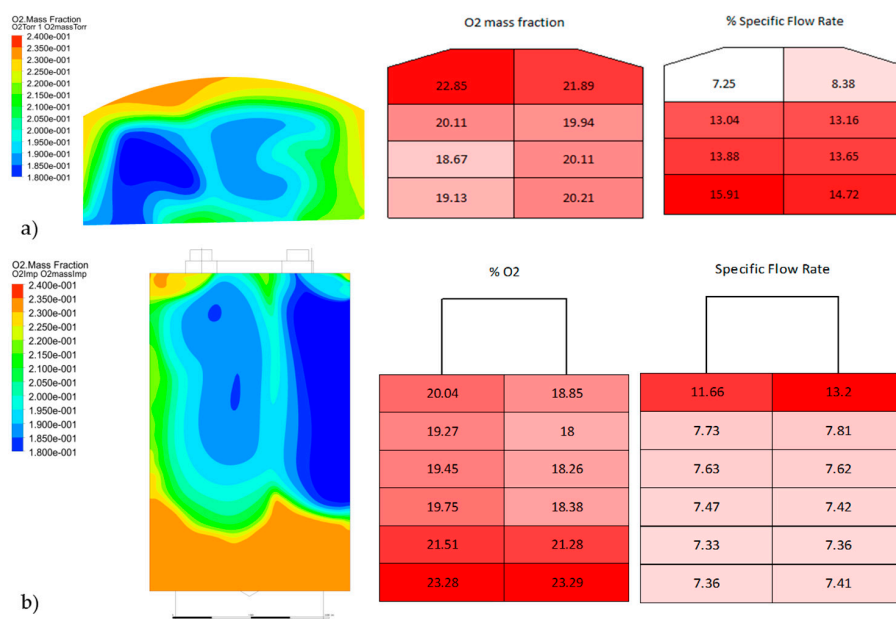 O2.Mass Fraction
O2Torr 1 O2massTorr
2.400e-001
2.350e-001
2.300e-001
2.250e-001
2.200e-001
2.150e-001
2.100e-001
2.050e-001
2.000e-001
1.950e-001
1.900e-001
1.850e-001
1.800e-001
a)
O2 mass fraction
22.85 21.89
20.11 19.94
18.67 20.11
19.13 20.21
% Specific Flow Rate
7.25 8.38
13.04 13.16
13.88 13.65
15.91 14.72
O2.Mass Fraction
O2Imp O2massImp
2.400e-001
2.350e-001
2.300e-001
2.250e-001
2.200e-001
2.150e-001
2.100e-001
2.050e-001
2.000e-001
1.950e-001
1.900e-001
1.850e-001
1.800e-001
b)
% O2
20.04 18.85
19.27 18
19.45 18.26
19.75 18.38
21.51 21.28
23.28 23.29
Specific Flow Rate
11.66 13.2
7.73 7.81
7.63 7.62
7.47 7.42
7.33 7.36
7.36 7.41